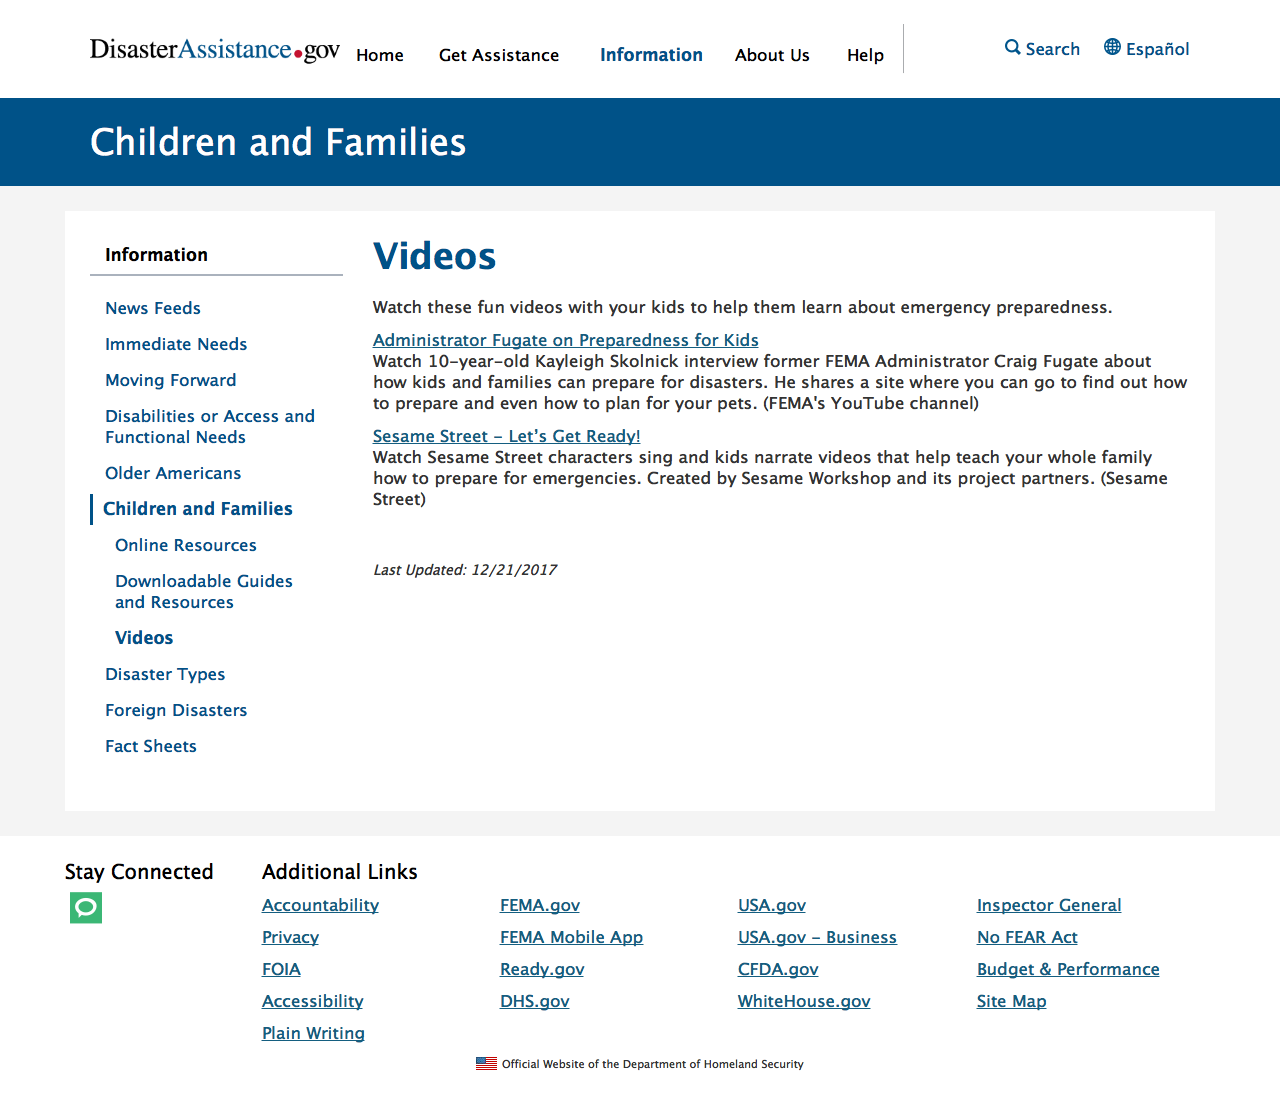 DisasterAssistance.gov
Home Get Assistance Information About Us Help
Search Español
Children and Families
Information
News Feeds
Immediate Needs
Moving Forward
Disabilities or Access and
Functional Needs
Older Americans
Children and Families
Online Resources
Downloadable Guides
and Resources
Videos
Disaster Types
Foreign Disasters
Fact Sheets
Videos
Watch these fun videos with your kids to help them learn about emergency preparedness.
Administrator Fugate on Preparedness for Kids
Watch 10-year-old Kayleigh Skolnick interview former FEMA Administrator Craig Fugate about
how kids and families can prepare for disasters. He shares a site where you can go to find out how
to prepare and even how to plan for your pets. (FEMA's YouTube channel)
Sesame Street – Let’s Get Ready!
Watch Sesame Street characters sing and kids narrate videos that help teach your whole family
how to prepare for emergencies. Created by Sesame Workshop and its project partners. (Sesame
Street)
Last Updated: 12/21/2017
Stay Connected
Additional Links
Accountability
Privacy
FOIA
Accessibility
Plain Writing
FEMA.gov
FEMA Mobile App
Ready.gov
DHS.gov
USA.gov
USA.gov – Business
CFDA.gov
WhiteHouse.gov
Inspector General
No FEAR Act
Budget & Performance
Site Map
Official Website of the Department of Homeland Security